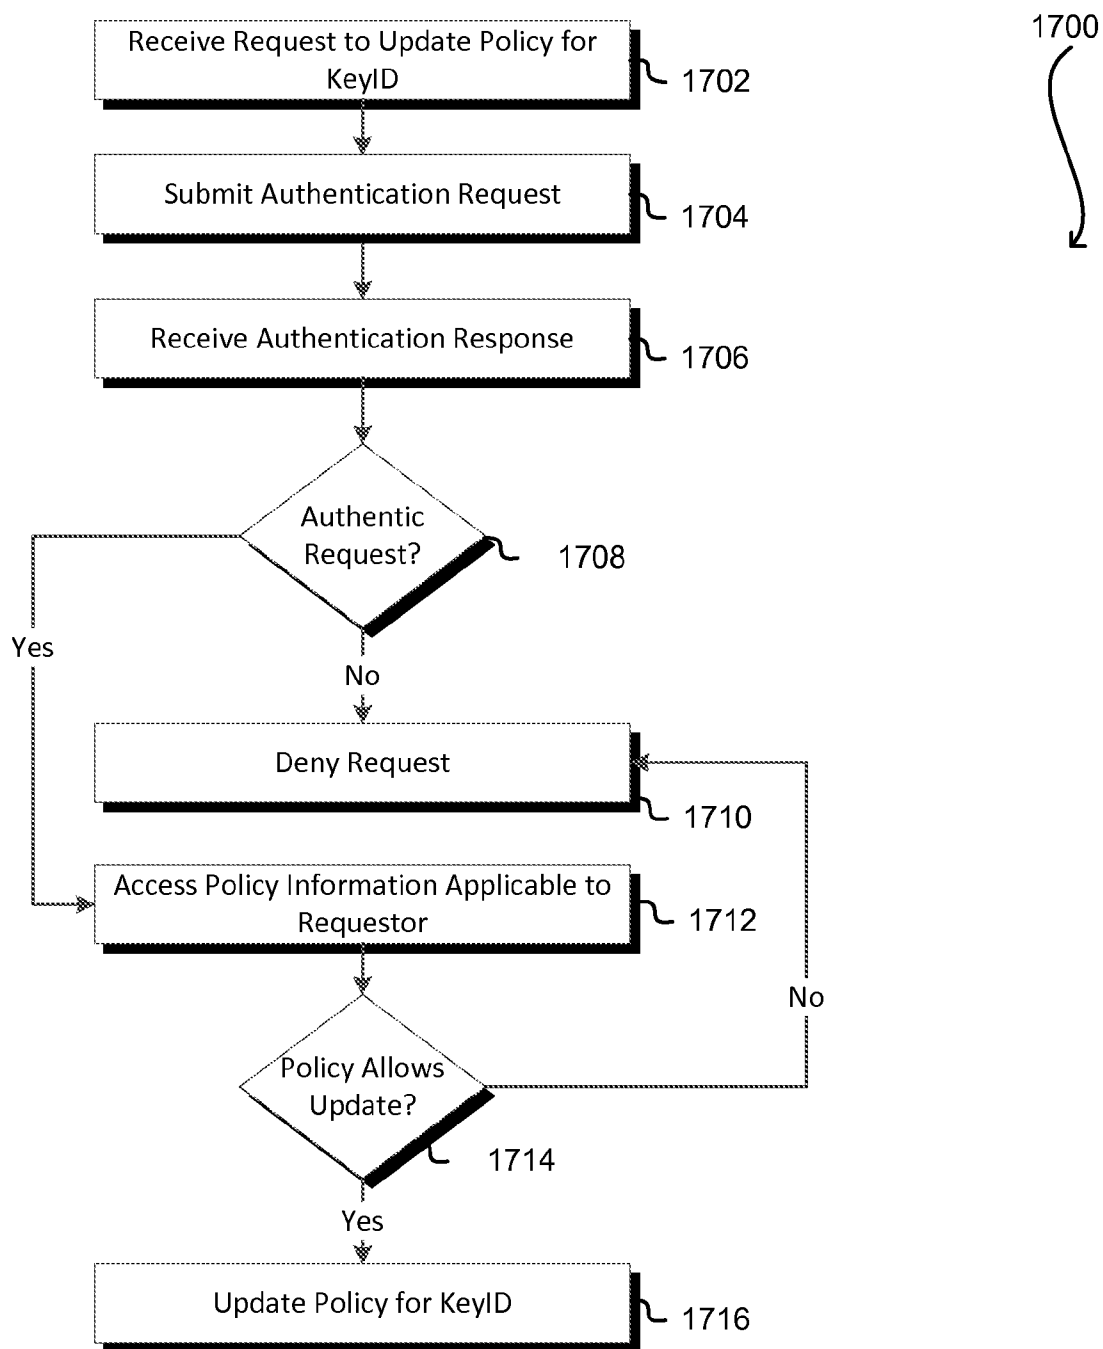 Receive Request to Update Policy for
KeyID
1702
1700
Submit Authentication Request
1704
Receive Authentication Response
1706
Authentic
Request?
1708
Yes
No
Deny Request
1710
Access Policy Information Applicable to
Requestor
1712
No
Policy Allows
Update?
1714
Yes
Update Policy for KeyID
1716